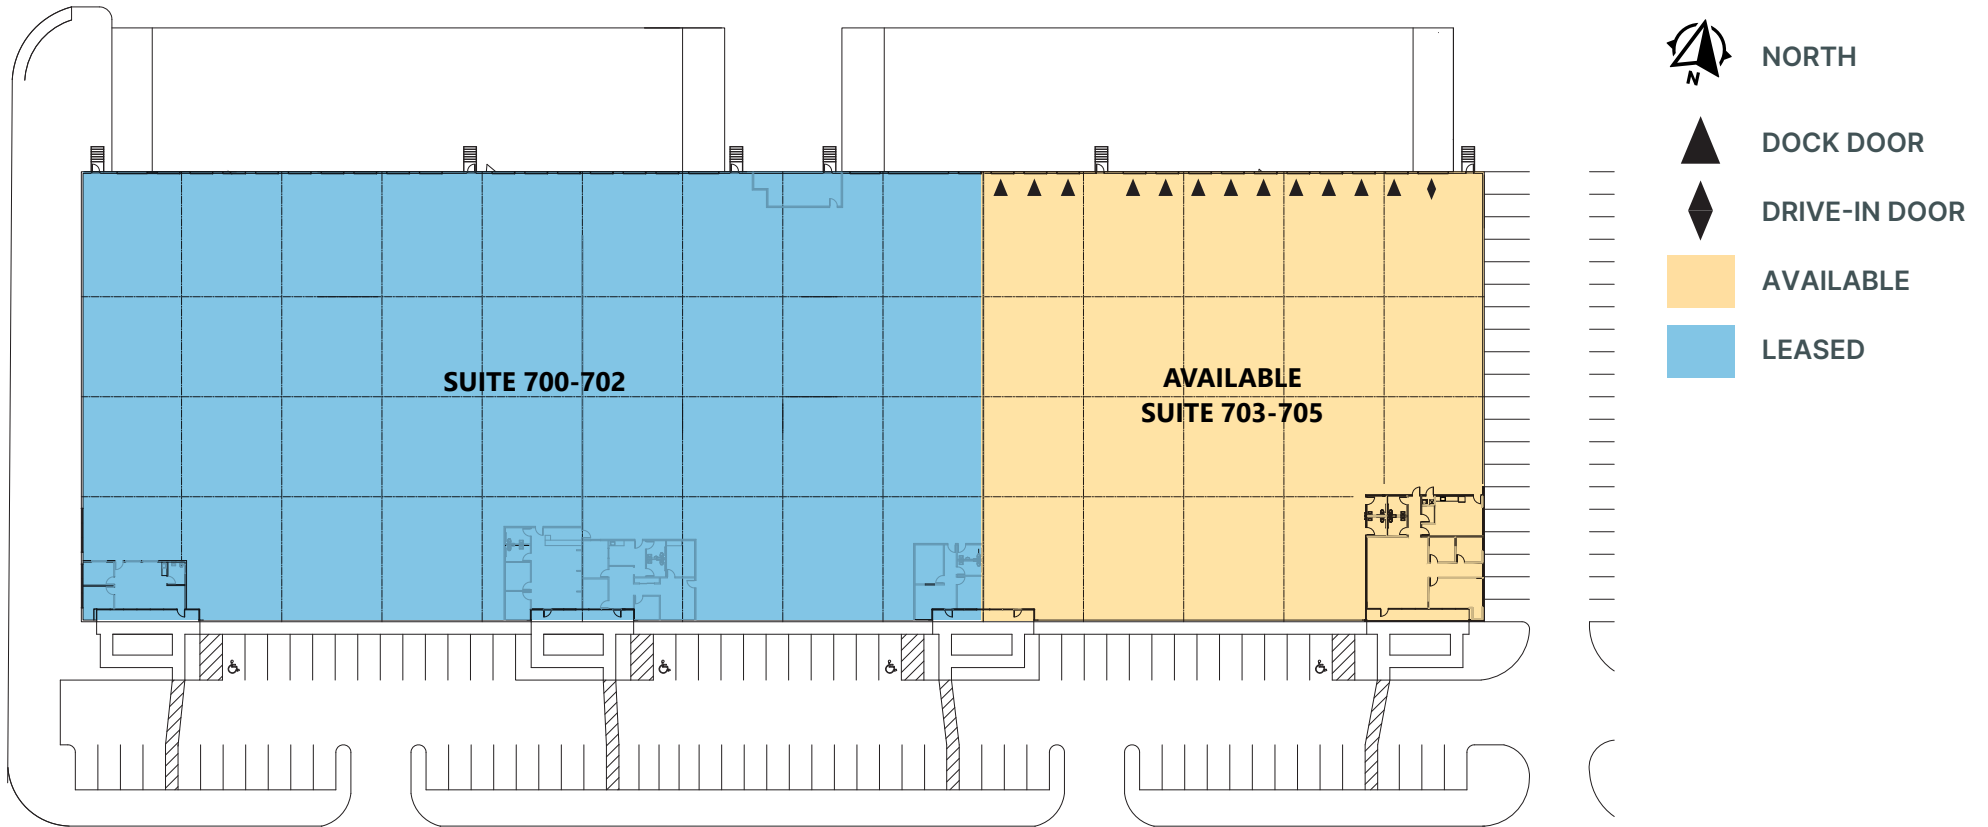 N
NORTH
DOCK DOOR
DRIVE-IN DOOR
AVAILABLE
LEASED
SUITE 700-702
AVAILABLE
SUITE 703-705